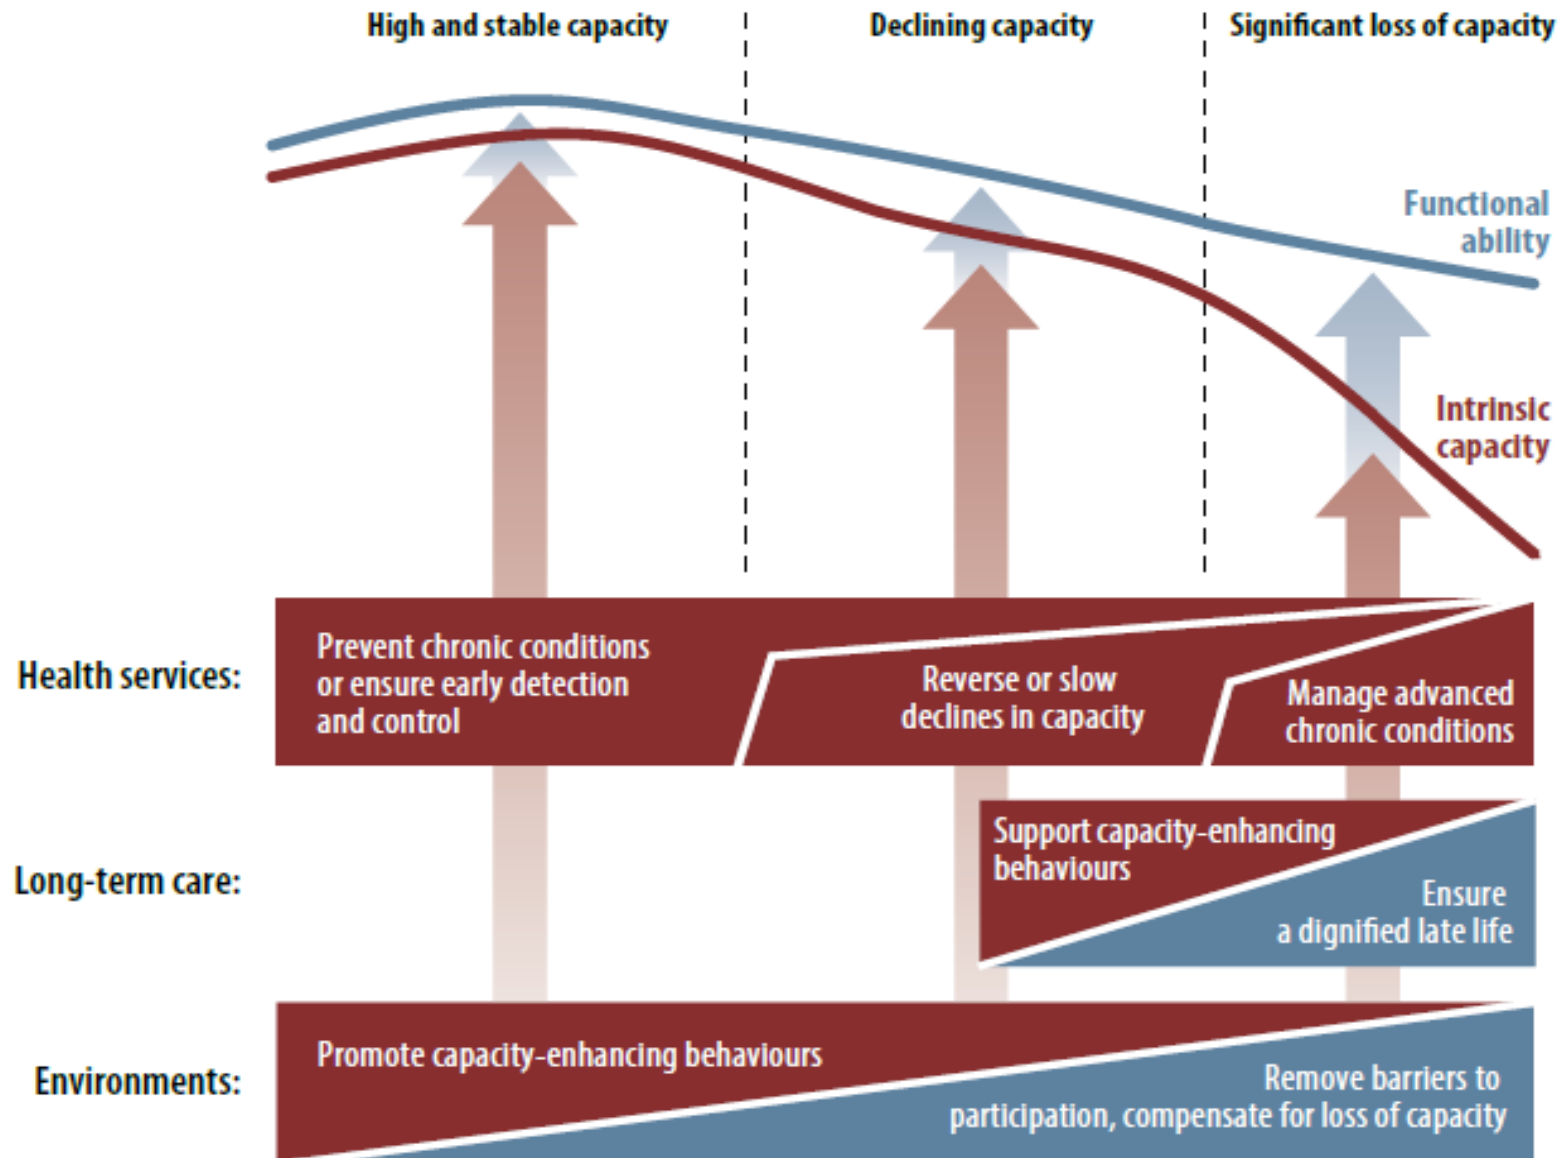 High and stable capacity
Declining capacity
Significant loss of capacity
Functional
ability
Intrinsic
capacity
Health services:
Prevent chronic conditions
or ensure early detection
and control
Reverse or slow
declines in capacity
Manage advanced
chronic conditions
Long-term care:
Support capacity-enhancing
behaviours
Ensure
a dignified late life
Environments:
Promote capacity-enhancing behaviours
Remove barriers to
participation, compensate for loss of capacity